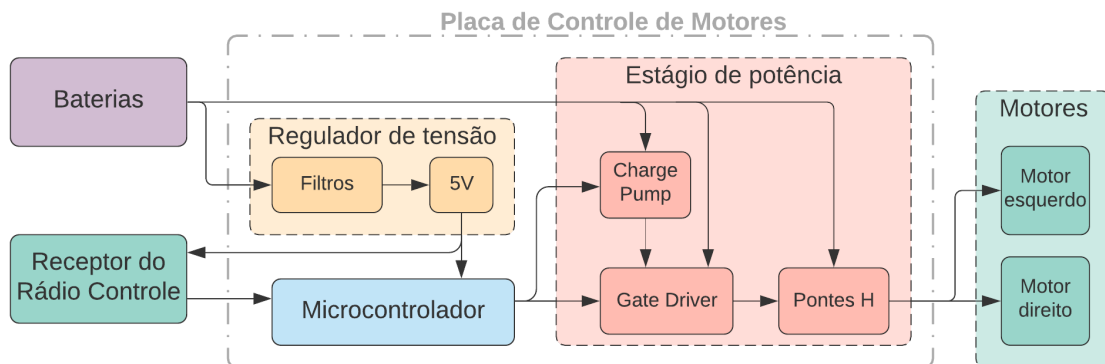 Placa de Controle de Motores
Baterias
Estágio de potência
Motores
Regulador de tensão
Filtros
5V
Charge
Pump
Motor
esquerdo
Receptor do
Rádio Controle
Microcontrolador
Gate Driver
Pontes H
Motor
direito